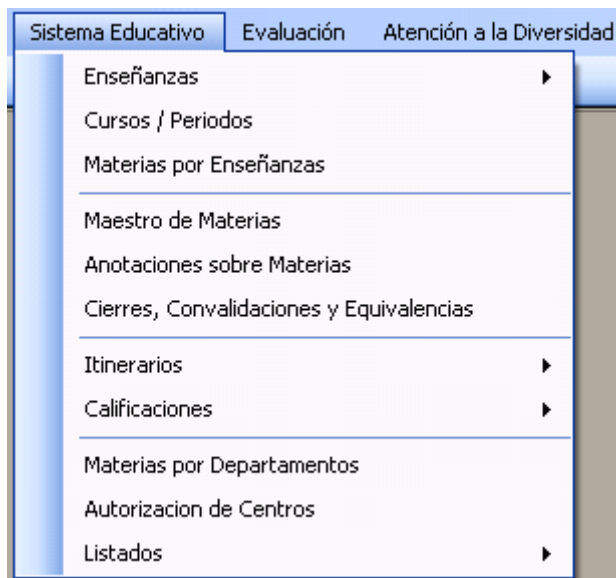 Sistema Educativo Evaluación Atención a la Diversidad
Enseñanzas
Cursos / Periodos
Materias por Enseñanzas
Maestro de Materias
Anotaciones sobre Materias
Cierres, Convalidaciones y Equivalencias
Itinerarios
Calificaciones
Materias por Departamentos
Autorizacion de Centros
Listados